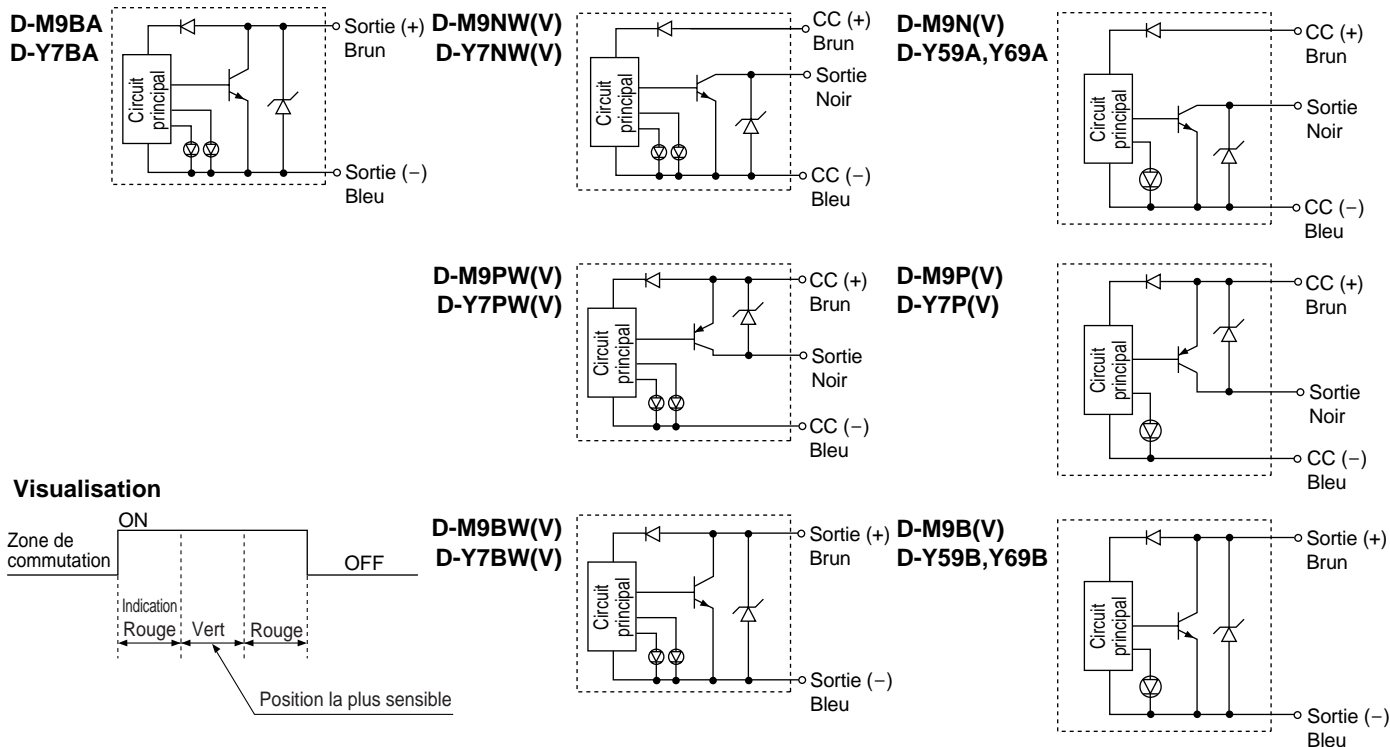 D-M9BA
D-Y7BA
Circuit
principal
Sortie (+)
Brun
Sortie (−)
Bleu
D-M9NW(V)
D-Y7NW(V)
Circuit
principal
CC (+)
Brun
Sortie
Noir
CC (−)
Bleu
D-M9N(V)
D-Y59A,Y69A
Circuit
principal
CC (+)
Brun
Sortie
Noir
CC (−)
Bleu
D-M9PW(V)
D-Y7PW(V)
Circuit
principal
CC (+)
Brun
Sortie
Noir
CC (−)
Bleu
D-M9P(V)
D-Y7P(V)
Circuit
principal
CC (+)
Brun
Sortie
Noir
CC (−)
Bleu
Visualisation
ON
Zone de
commutation
OFF
Indication
Rouge Vert Rouge
Position la plus sensible
D-M9BW(V)
D-Y7BW(V)
Circuit
principal
Sortie (+)
Brun
Sortie (−)
Bleu
D-M9B(V)
D-Y59B,Y69B
Circuit
principal
Sortie (+)
Brun
Sortie (−)
Bleu